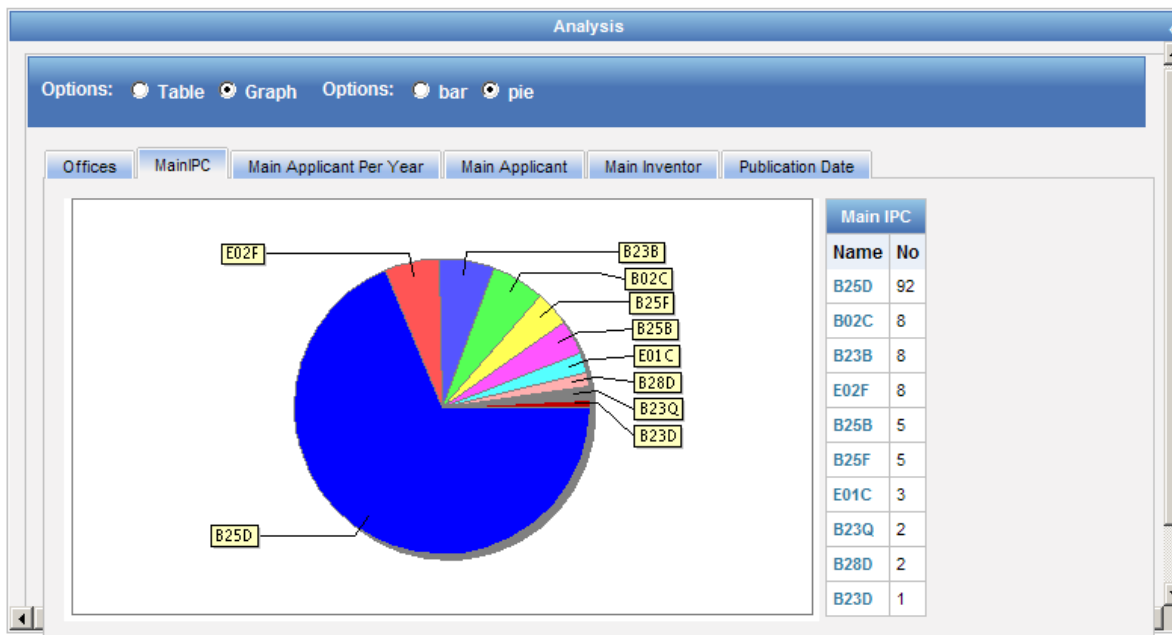 Analysis
Options: Table Graph Options: bar pie
Offices MainIPC Main Applicant Per Year Main Applicant Main Inventor Publication Date
E02F
B23B
B02C
B25F
B25B
E01C
B28D
B23Q
B23D
B25D
Main IPC
Name No
B25D 92
B02C 8
B23B 8
E02F 8
B25B 5
B25F 5
E01C 3
B23Q 2
B28D 2
B23D 1